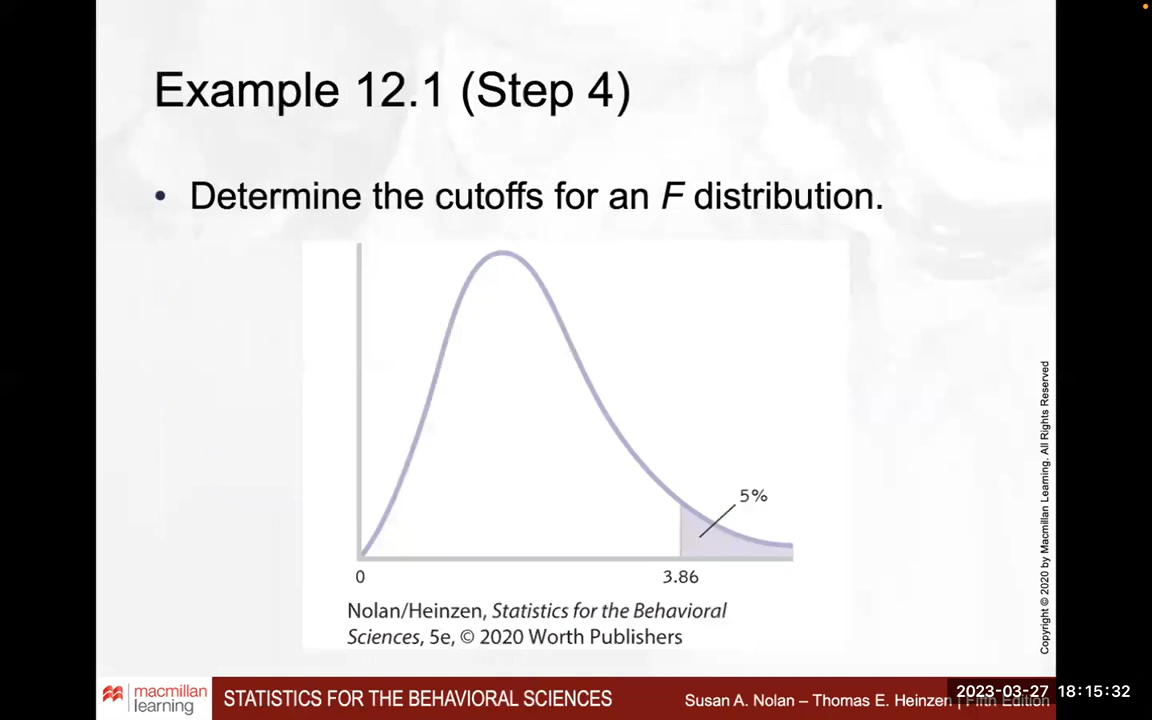 Example 12.1 (Step 4)
• Determine the cutoffs for an F distribution.
5%
0
3.86
Nolan/Heinzen, Statistics for the Behavioral
Sciences, 5e, © 2020 Worth Publishers
Copyright © 2020 by Macmillan Learning. All Rights Reserved
macmillan
learning
STATISTICS FOR THE BEHAVIORAL SCIENCES
Susan A. Nolan – Thomas E. Heinzen | Fifth Edition
2023-03-27 18:15:32